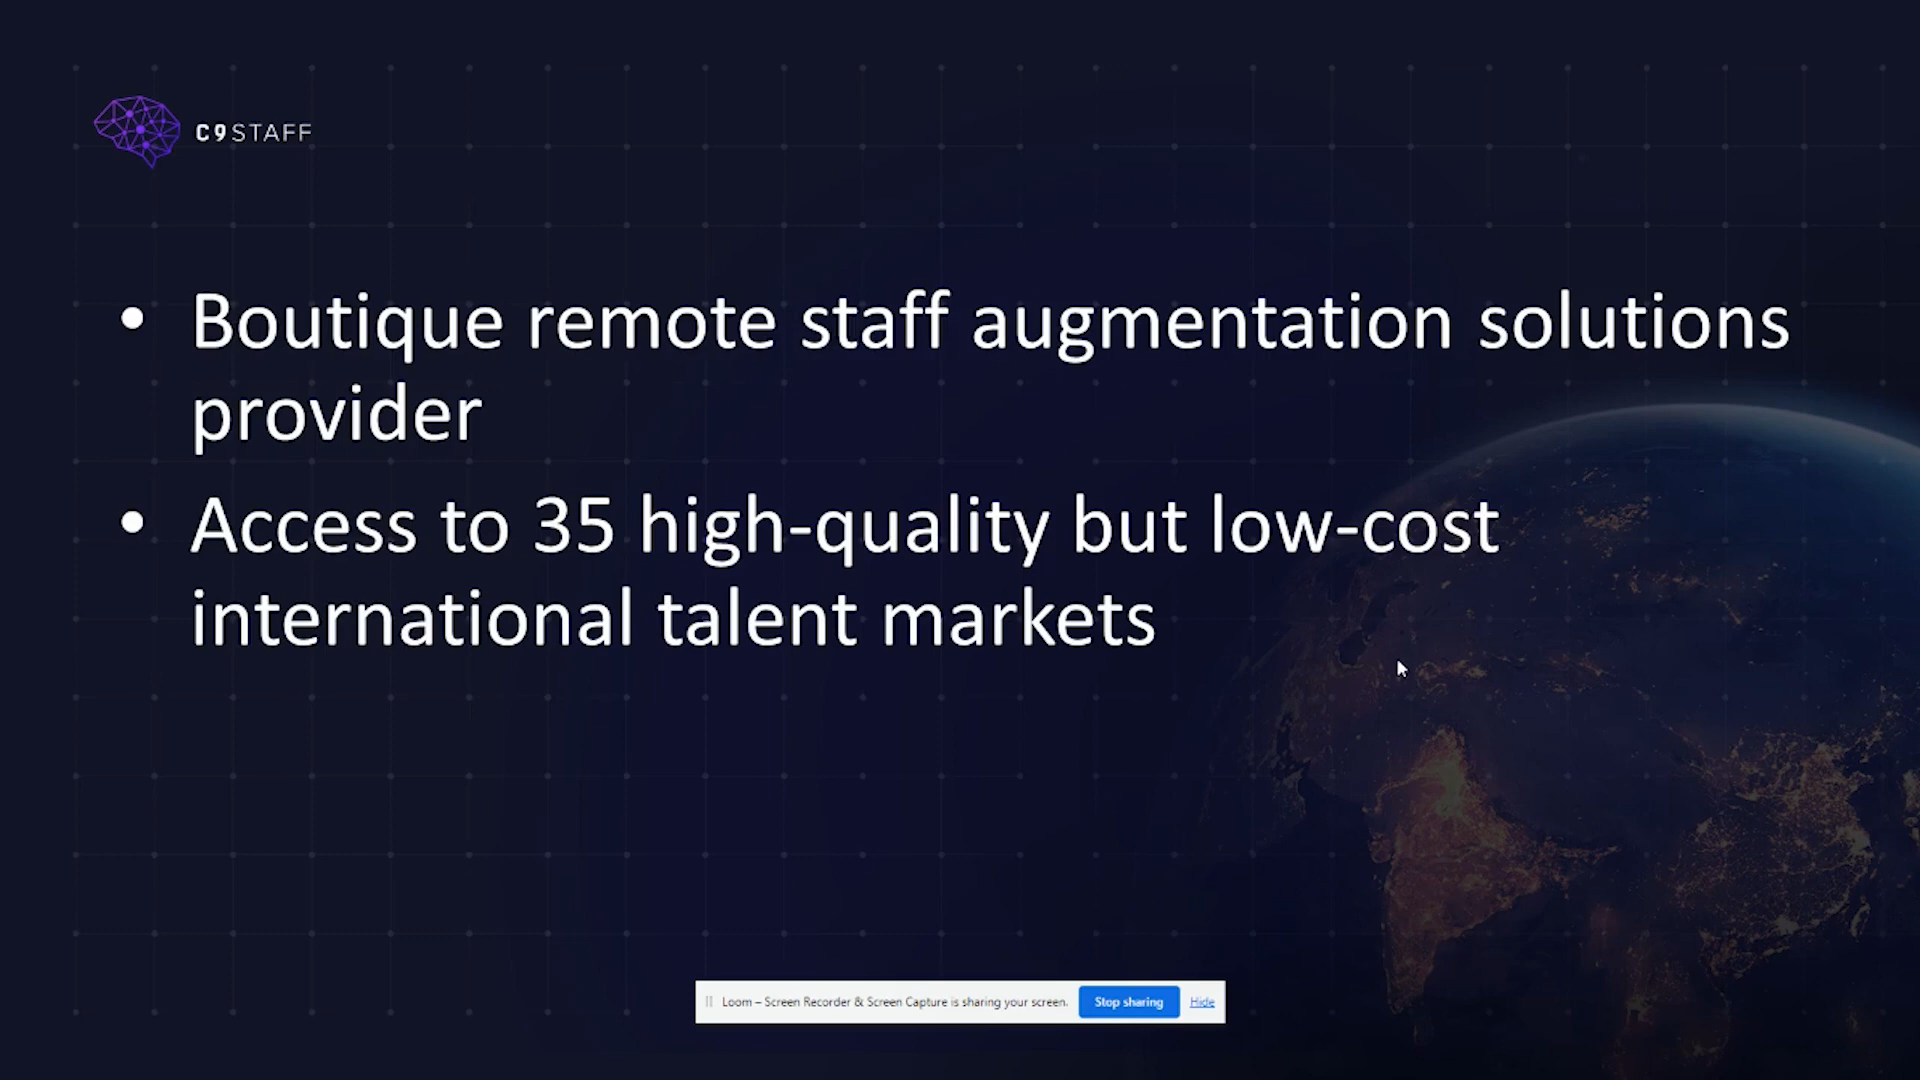 C9STAFF
• Boutique remote staff augmentation solutions
provider
• Access to 35 high-quality but low-cost
international talent markets
Loom – Screen Recorder & Screen Capture is sharing your screen. Stop sharing Hide